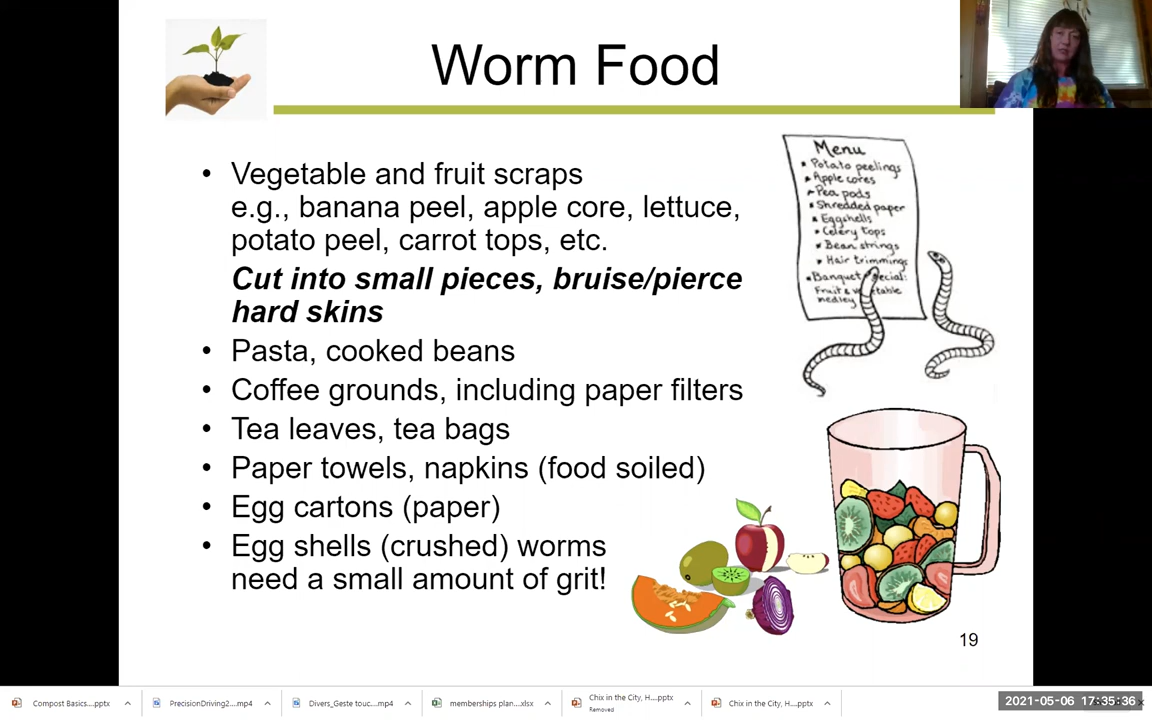 Worm Food
• Vegetable and fruit scraps
e.g., banana peel, apple core, lettuce,
potato peel, carrot tops, etc.
Cut into small pieces, bruise/pierce
hard skins
• Pasta, cooked beans
• Coffee grounds, including paper filters
• Tea leaves, tea bags
• Paper towels, napkins (food soiled)
• Egg cartons (paper)
• Egg shells (crushed) worms
need a small amount of grit!
Menu
Potato peelings
Apple cores
Pea pods
Shredded paper
Eggshells
Celery tops
Bean strings
Hair trimmings
Banquet
Fruit &
medley
19
Compost Basics....pptx
PrecisionDriving2....mp4
Divers_Geste touc....mp4
memberships plan....xlsx
Chix in the City, H....pptx
Removed
Chix in the City, H....pptx
2021-05-06 17:35:36